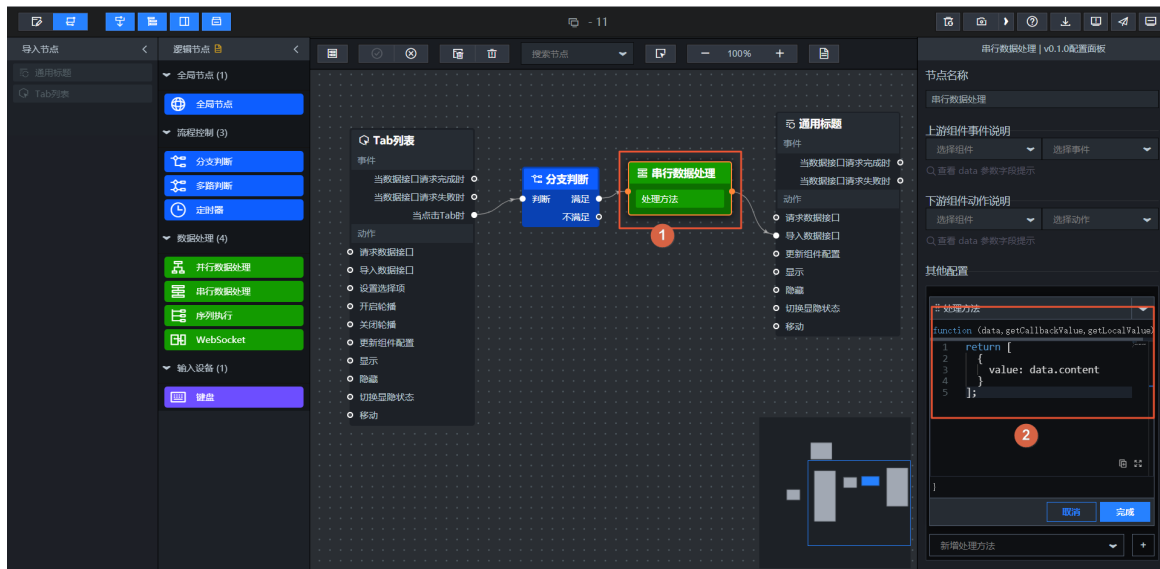 - 11
导入节点
通用标题
Tab列表
逻辑节点
全局节点 (1)
全局节点
流程控制 (3)
分支判断
多路判断
定时器
数据处理 (4)
并行数据处理
串行数据处理
序列执行
WebSocket
输入设备 (1)
键盘
搜索节点
100%
Tab列表
事件
当数据接口请求完成时
当数据接口请求失败时
当点击Tab时
动作
请求数据接口
导入数据接口
设置选择项
开启轮播
关闭轮播
更新组件配置
显示
隐藏
切换显隐状态
移动
分支判断
判断 满足
不满足
串行数据处理
处理方法
1
通用标题
事件
当数据接口请求完成时
当数据接口请求失败时
动作
请求数据接口
导入数据接口
更新组件配置
显示
隐藏
切换显隐状态
移动
串行数据处理 | v0.1.0配置面板
节点名称
串行数据处理
上游组件事件说明
选择组件 选择事件
查看 data 参数字段提示
下游组件动作说明
选择组件 选择动作
查看 data 参数字段提示
其他配置
处理方法
function (data,getCallbackValue,getLocalValue)
1 return [
2 {
3 value: data.content
4 }
5 ];
2
}
取消 完成
新增处理方法 +